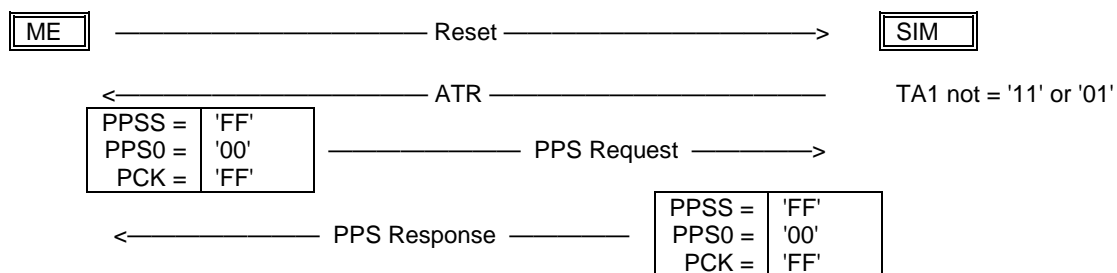 ME Reset SIM
ATR TA1 not = '11' or '01'
PPSS = 'FF'
PPS0 = '00' PPS Request
PCK = 'FF'
PPSS = 'FF'
PPS Response PPS0 = '00'
PCK = 'FF'